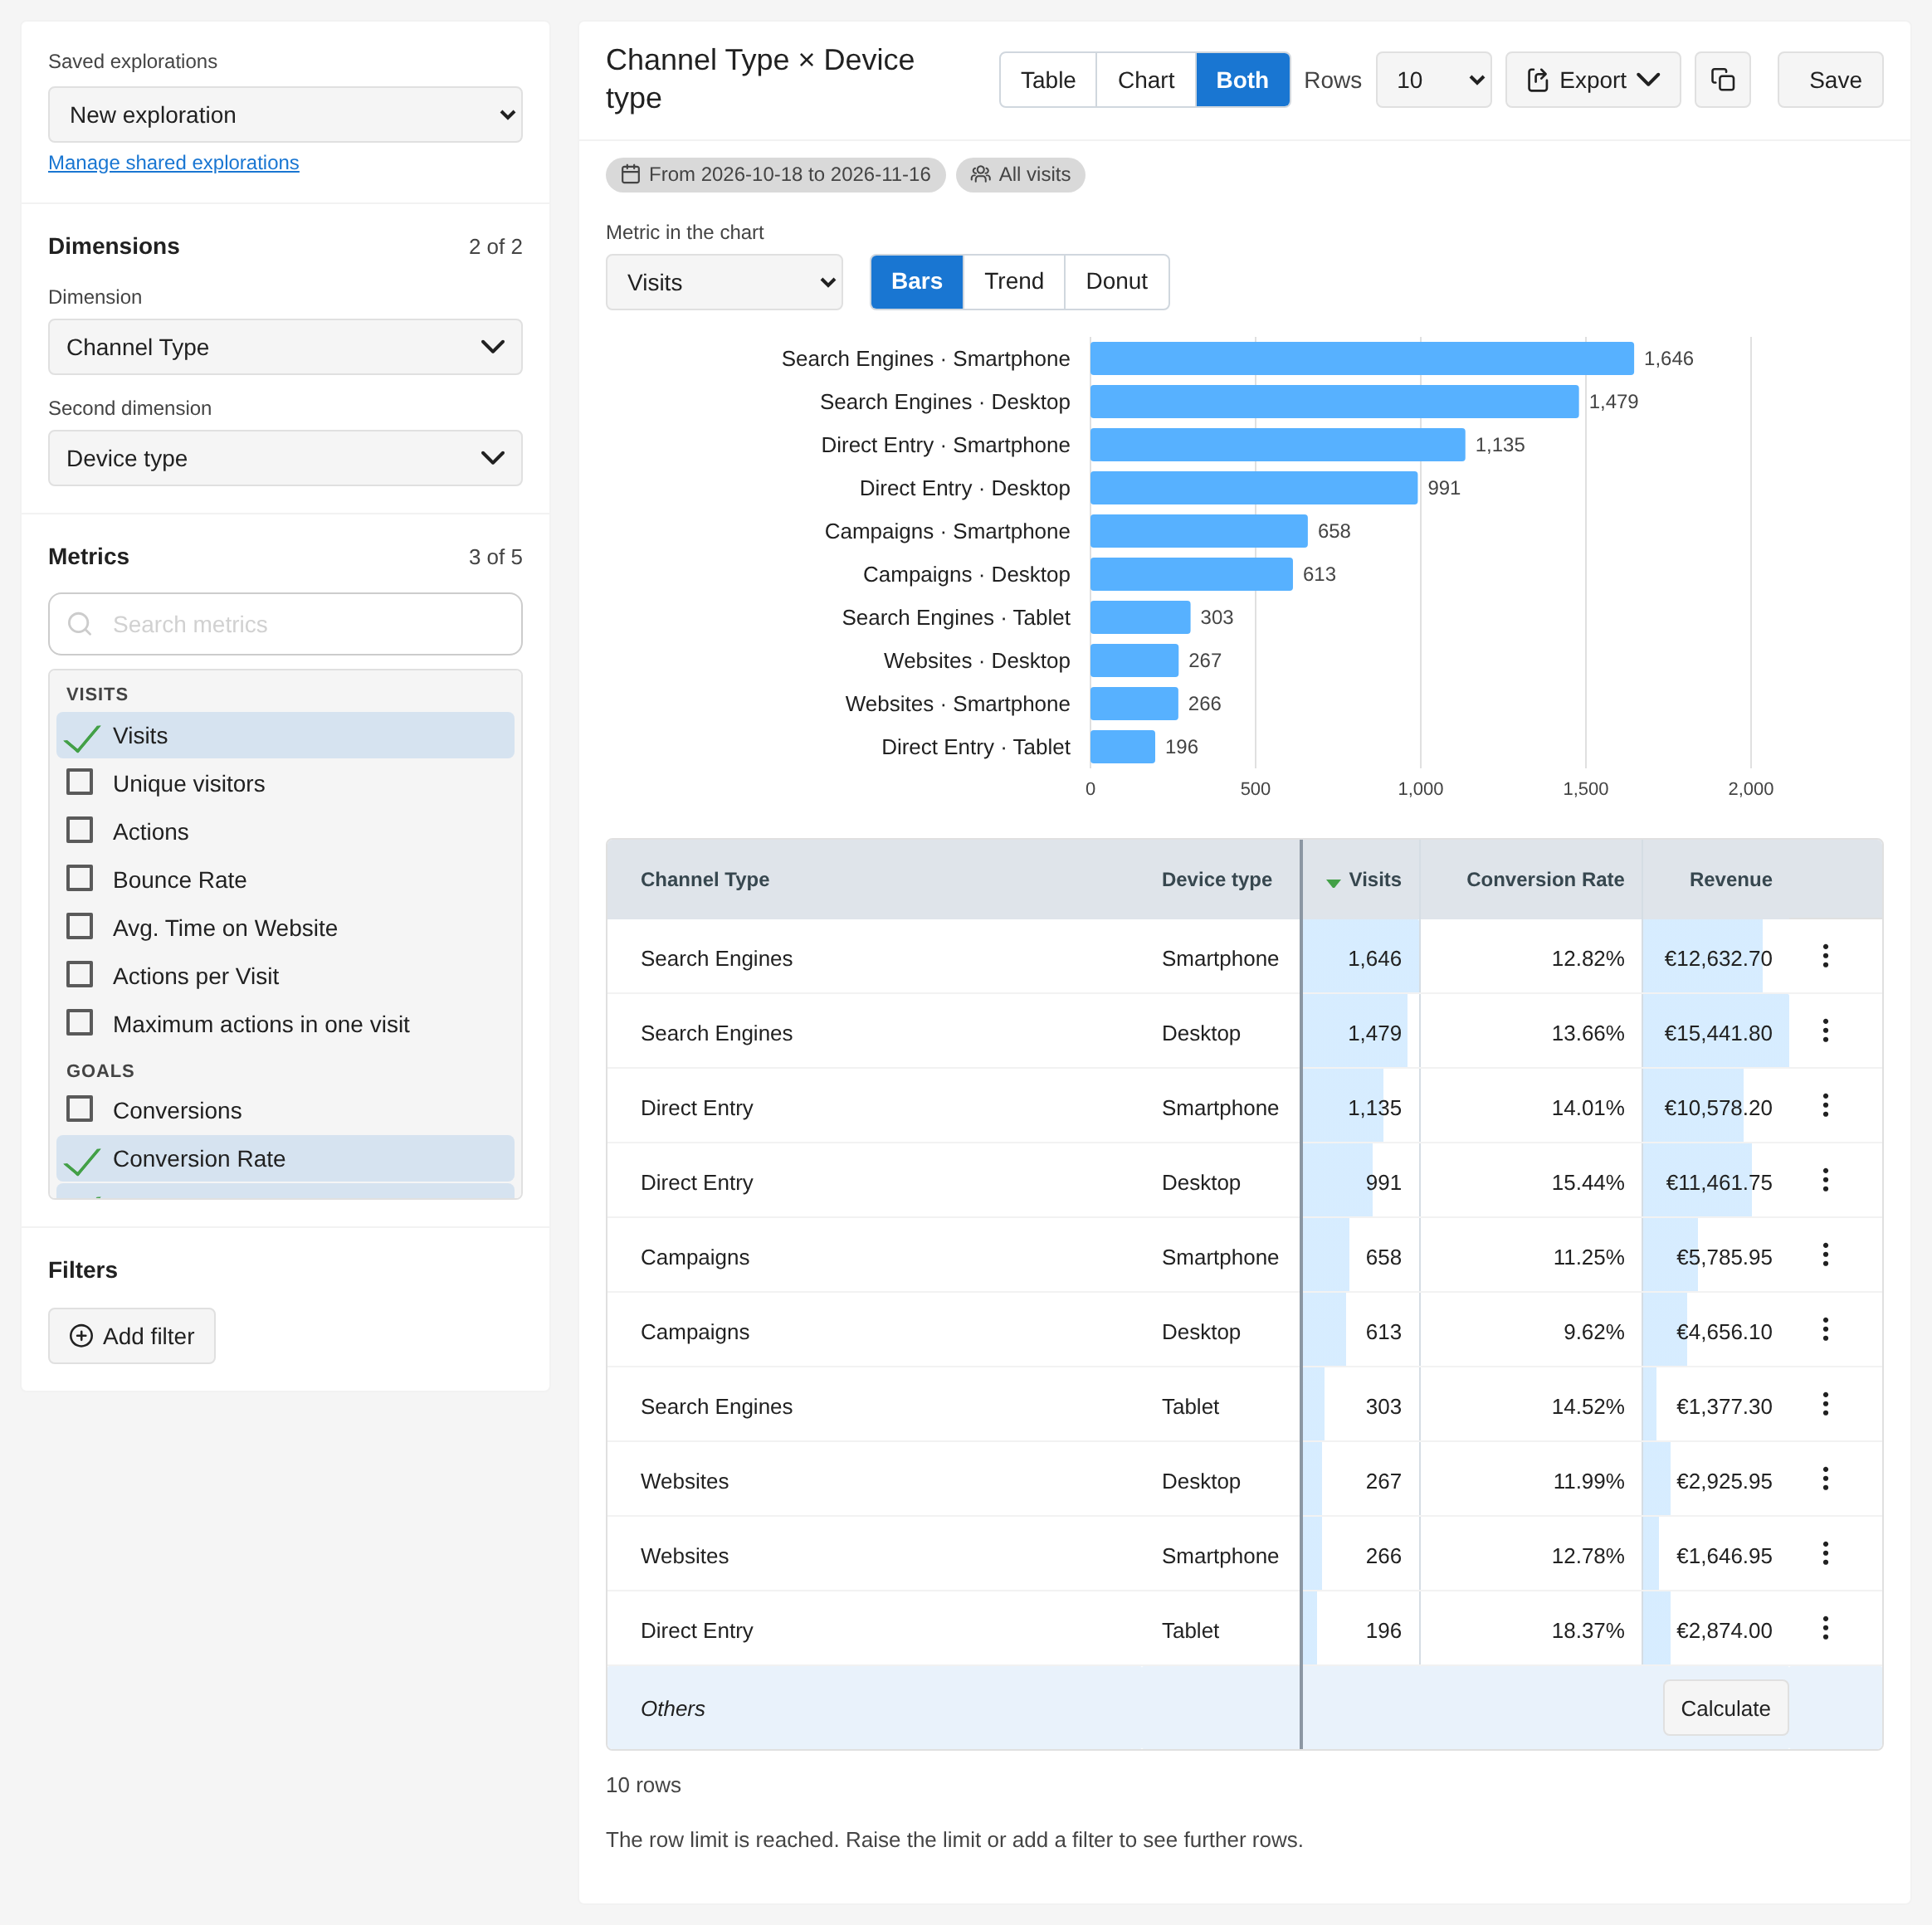 Saved explorations
New exploration
Manage shared explorations
Dimensions 2 of 2
Dimension
Channel Type
Second dimension
Device type
Metrics 3 of 5
Search metrics
VISITS
Visits
Unique visitors
Actions
Bounce Rate
Avg. Time on Website
Actions per Visit
Maximum actions in one visit
GOALS
Conversions
Conversion Rate
Filters
Add filter
Channel Type × Device
type
Table Chart Both Rows 10 Export Save
From 2026-10-18 to 2026-11-16 All visits
Metric in the chart
Visits Bars Trend Donut
Search Engines · Smartphone 1,646
Search Engines · Desktop 1,479
Direct Entry · Smartphone 1,135
Direct Entry · Desktop 991
Campaigns · Smartphone 658
Campaigns · Desktop 613
Search Engines · Tablet 303
Websites · Desktop 267
Websites · Smartphone 266
Direct Entry · Tablet 196
0 500 1,000 1,500 2,000
Channel Type Device type Visits Conversion Rate Revenue
Search Engines Smartphone 1,646 12.82% €12,632.70
Search Engines Desktop 1,479 13.66% €15,441.80
Direct Entry Smartphone 1,135 14.01% €10,578.20
Direct Entry Desktop 991 15.44% €11,461.75
Campaigns Smartphone 658 11.25% €5,785.95
Campaigns Desktop 613 9.62% €4,656.10
Search Engines Tablet 303 14.52% €1,377.30
Websites Desktop 267 11.99% €2,925.95
Websites Smartphone 266 12.78% €1,646.95
Direct Entry Tablet 196 18.37% €2,874.00
Others Calculate
10 rows
The row limit is reached. Raise the limit or add a filter to see further rows.